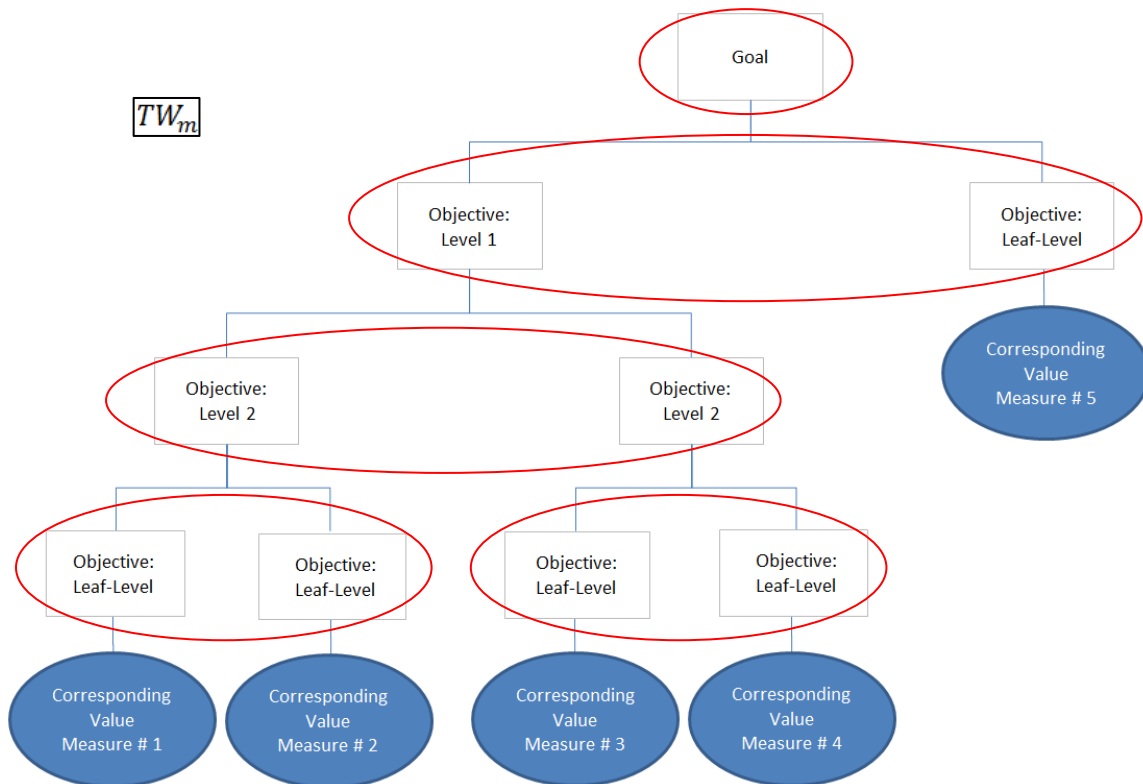 Goal
TWm
Objective:
Level 1
Objective:
Leaf-Level
Corresponding
Value
Measure # 5
Objective:
Level 2
Objective:
Level 2
Objective:
Leaf-Level
Objective:
Leaf-Level
Objective:
Leaf-Level
Objective:
Leaf-Level
Corresponding
Value
Measure # 1
Corresponding
Value
Measure # 2
Corresponding
Value
Measure # 3
Corresponding
Value
Measure # 4